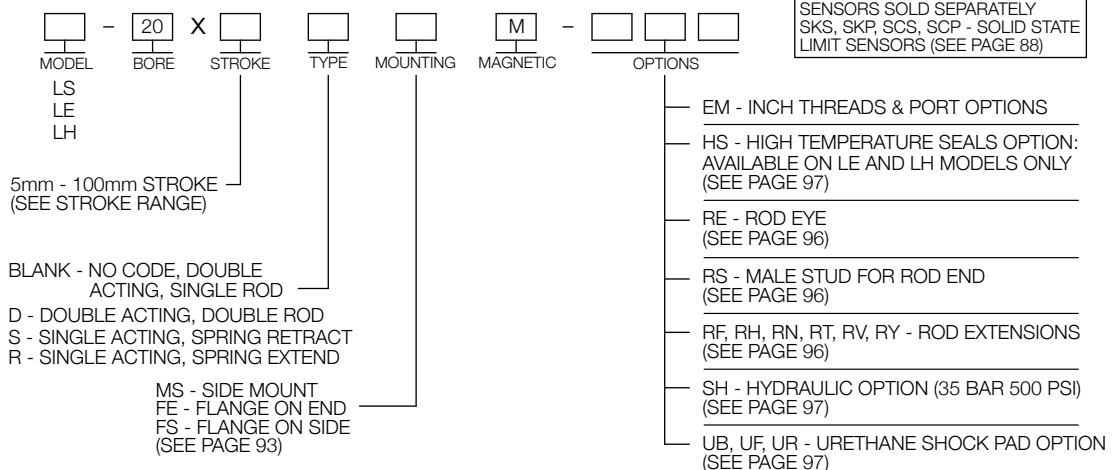 SENSORS SOLD SEPARATELY
SKS, SKP, SCS, SCP - SOLID STATE
LIMIT SENSORS (SEE PAGE 88)
– 20 X M –
MODEL BORE STROKE TYPE MOUNTING MAGNETIC OPTIONS
LS
LE
LH
5mm - 100mm STROKE
(SEE STROKE RANGE)
BLANK - NO CODE, DOUBLE
ACTING, SINGLE ROD
D - DOUBLE ACTING, DOUBLE ROD
S - SINGLE ACTING, SPRING RETRACT
R - SINGLE ACTING, SPRING EXTEND
MS - SIDE MOUNT
FE - FLANGE ON END
FS - FLANGE ON SIDE
(SEE PAGE 93)
EM - INCH THREADS & PORT OPTIONS
HS - HIGH TEMPERATURE SEALS OPTION:
AVAILABLE ON LE AND LH MODELS ONLY
(SEE PAGE 97)
RE - ROD EYE
(SEE PAGE 96)
RS - MALE STUD FOR ROD END
(SEE PAGE 96)
RF, RH, RN, RT, RV, RY - ROD EXTENSIONS
(SEE PAGE 96)
SH - HYDRAULIC OPTION (35 BAR 500 PSI)
(SEE PAGE 97)
UB, UF, UR - URETHANE SHOCK PAD OPTION
(SEE PAGE 97)